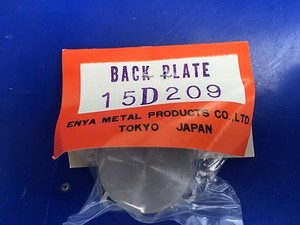 BACK PLATE
15D209
ENYA METAL PRODUCTS CO., LTD.
TOKYO JAPAN